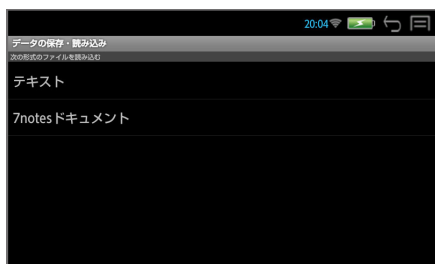 20:04
データの保存・読み込み
次の形式のファイルを読み込む
テキスト
7notesドキュメント